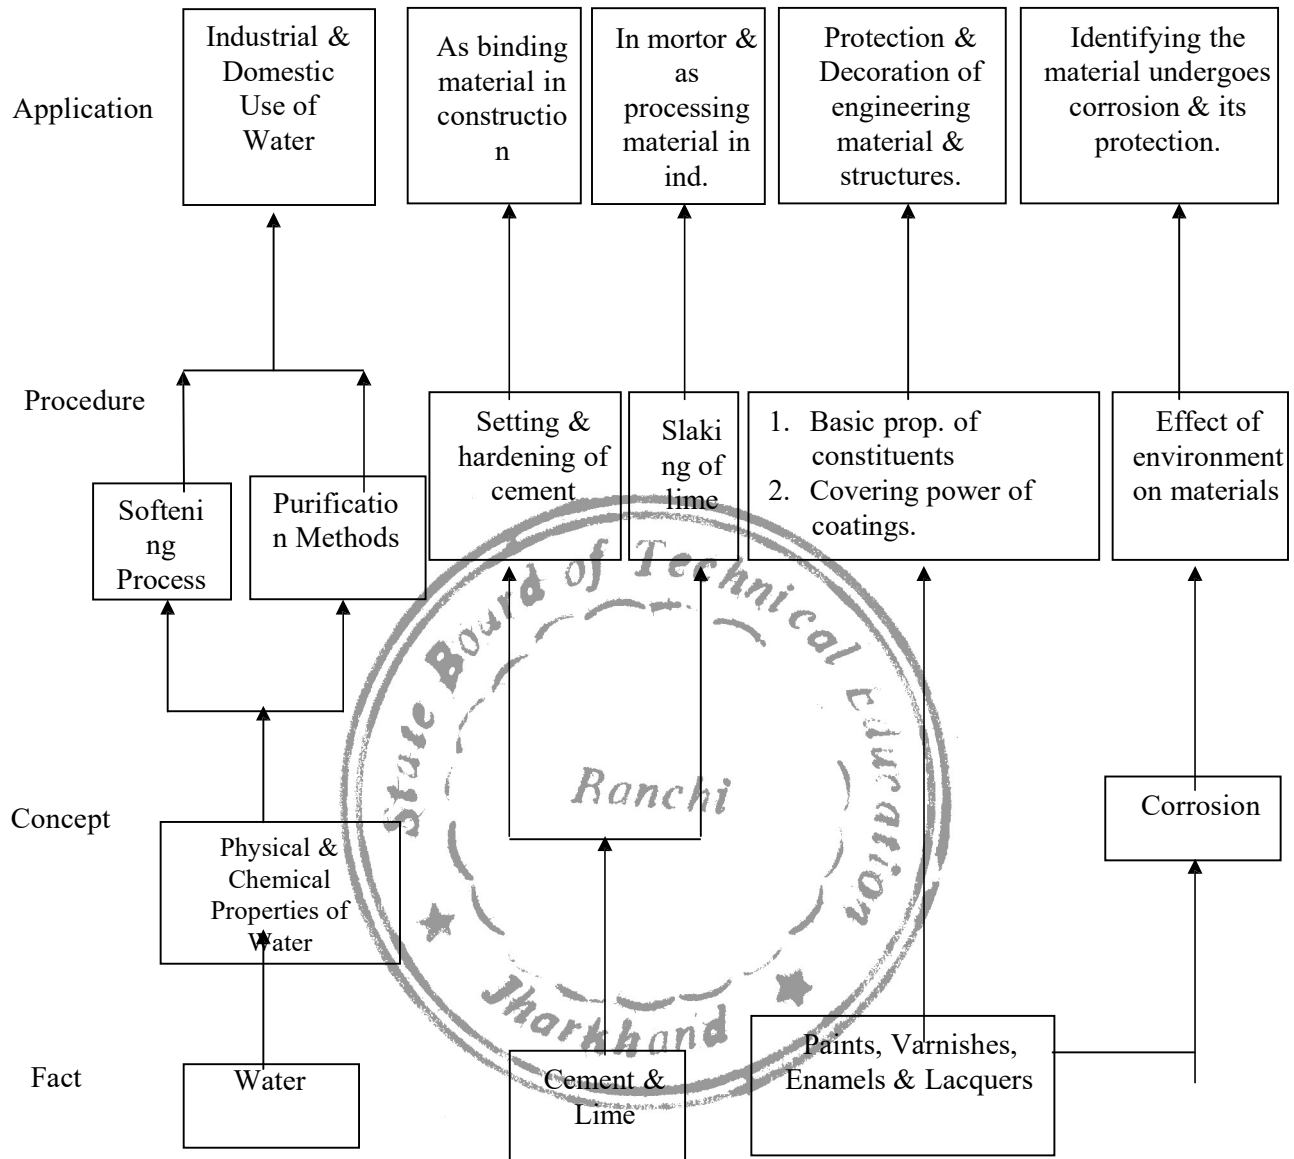 Application
Industrial &
Domestic
Use of
Water
As binding
material in
constructio
n
In mortor &
as
processing
material in
ind.
Protection &
Decoration of
engineering
material &
structures.
Identifying the
material undergoes
corrosion & its
protection.
Procedure
Softeni
ng
Process
Purificatio
n Methods
Setting &
hardening of
cement
Slaki
ng of
lime
1. Basic prop. of
constituents
2. Covering power of
coatings.
Effect of
environment
on materials
State Board of Technical Education
Ranchi
Jharkhand
Concept
Physical &
Chemical
Properties of
Water
Corrosion
Fact
Water
Cement &
Lime
Paints, Varnishes,
Enamels & Lacquers